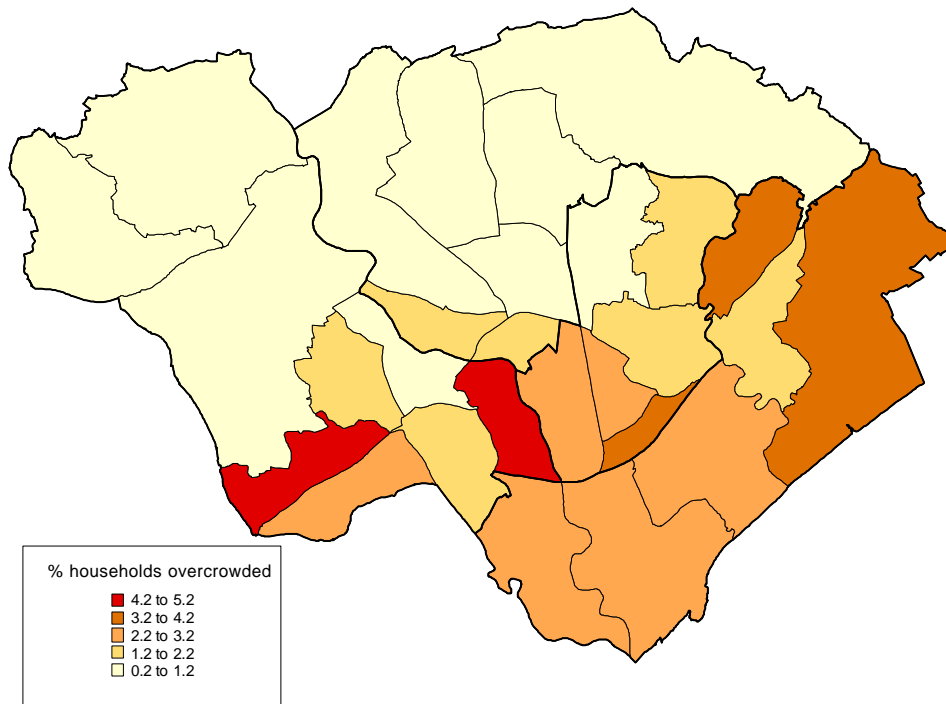 % households overcrowded
4.2 to 5.2
3.2 to 4.2
2.2 to 3.2
1.2 to 2.2
0.2 to 1.2